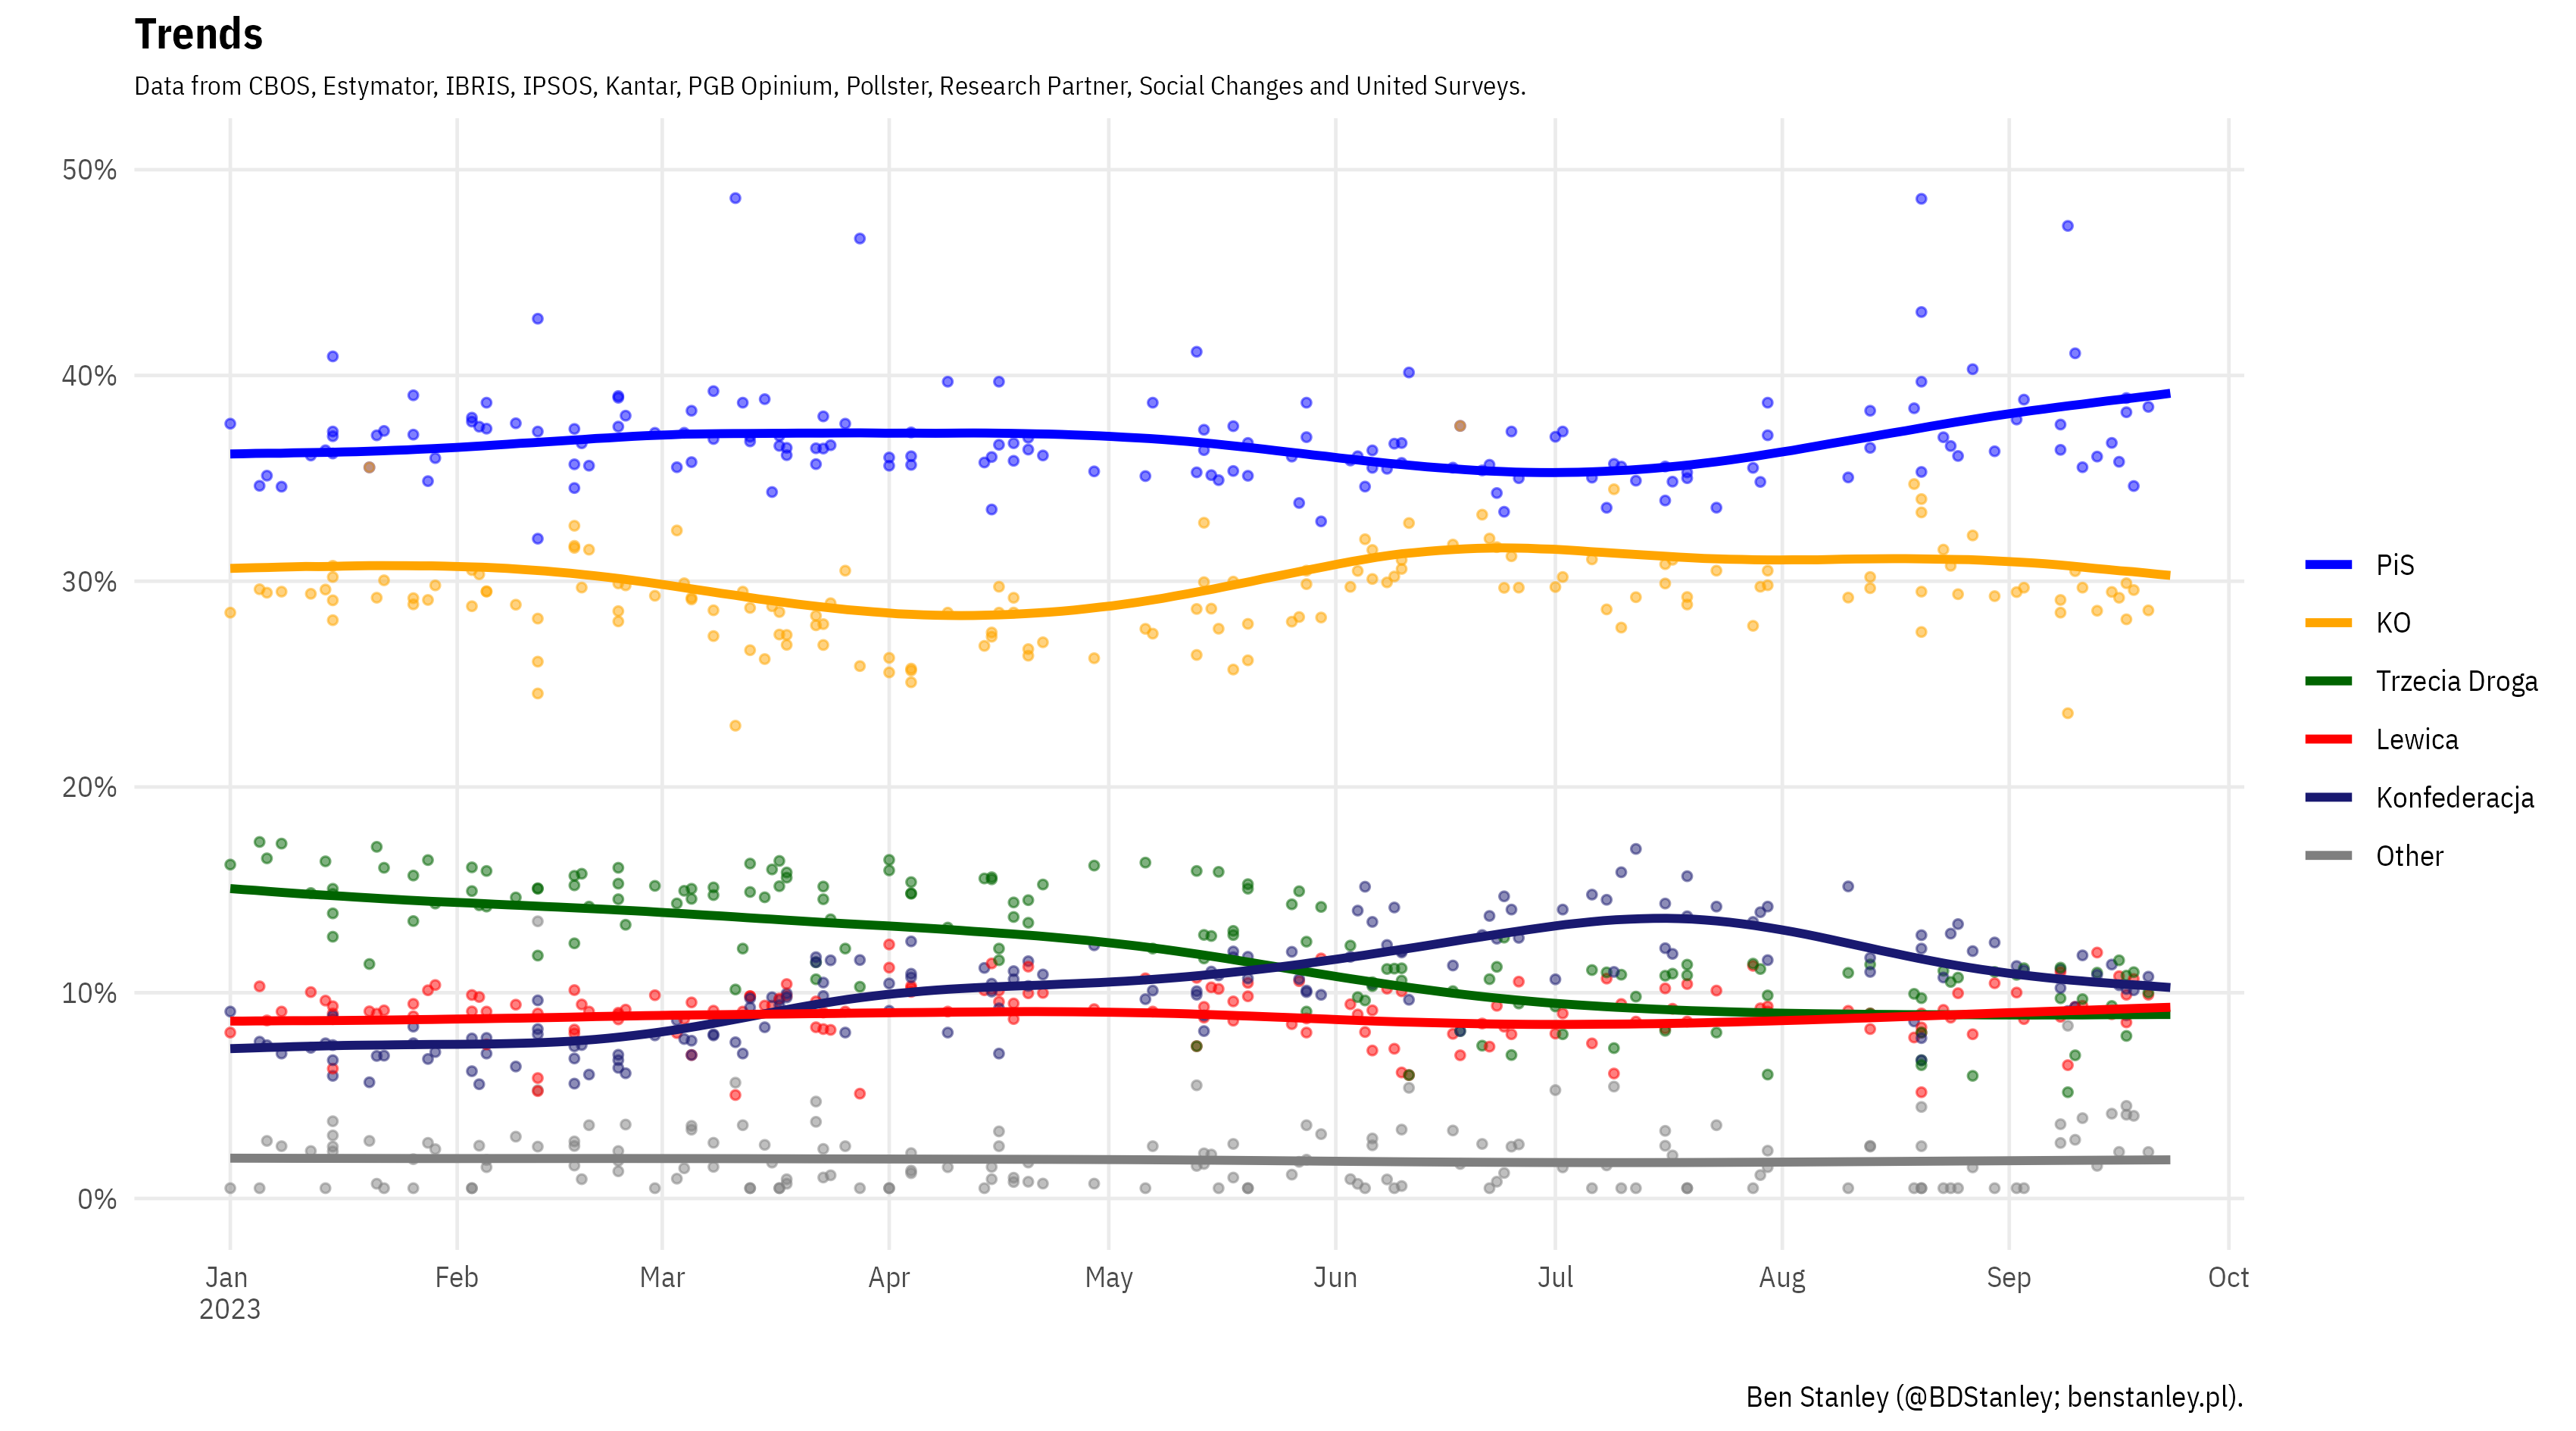 Trends
Data from CBOS, Estymator, IBRIS, IPSOS, Kantar, PGB Opinium, Pollster, Research Partner, Social Changes and United Surveys.
50%
40%
30%
20%
10%
0%
PiS
KO
Trzecia Droga
Lewica
Konfederacja
Other
Jan Feb Mar Apr May Jun Jul Aug Sep Oct
2023
Ben Stanley (@BDStanley; benstanley.pl).